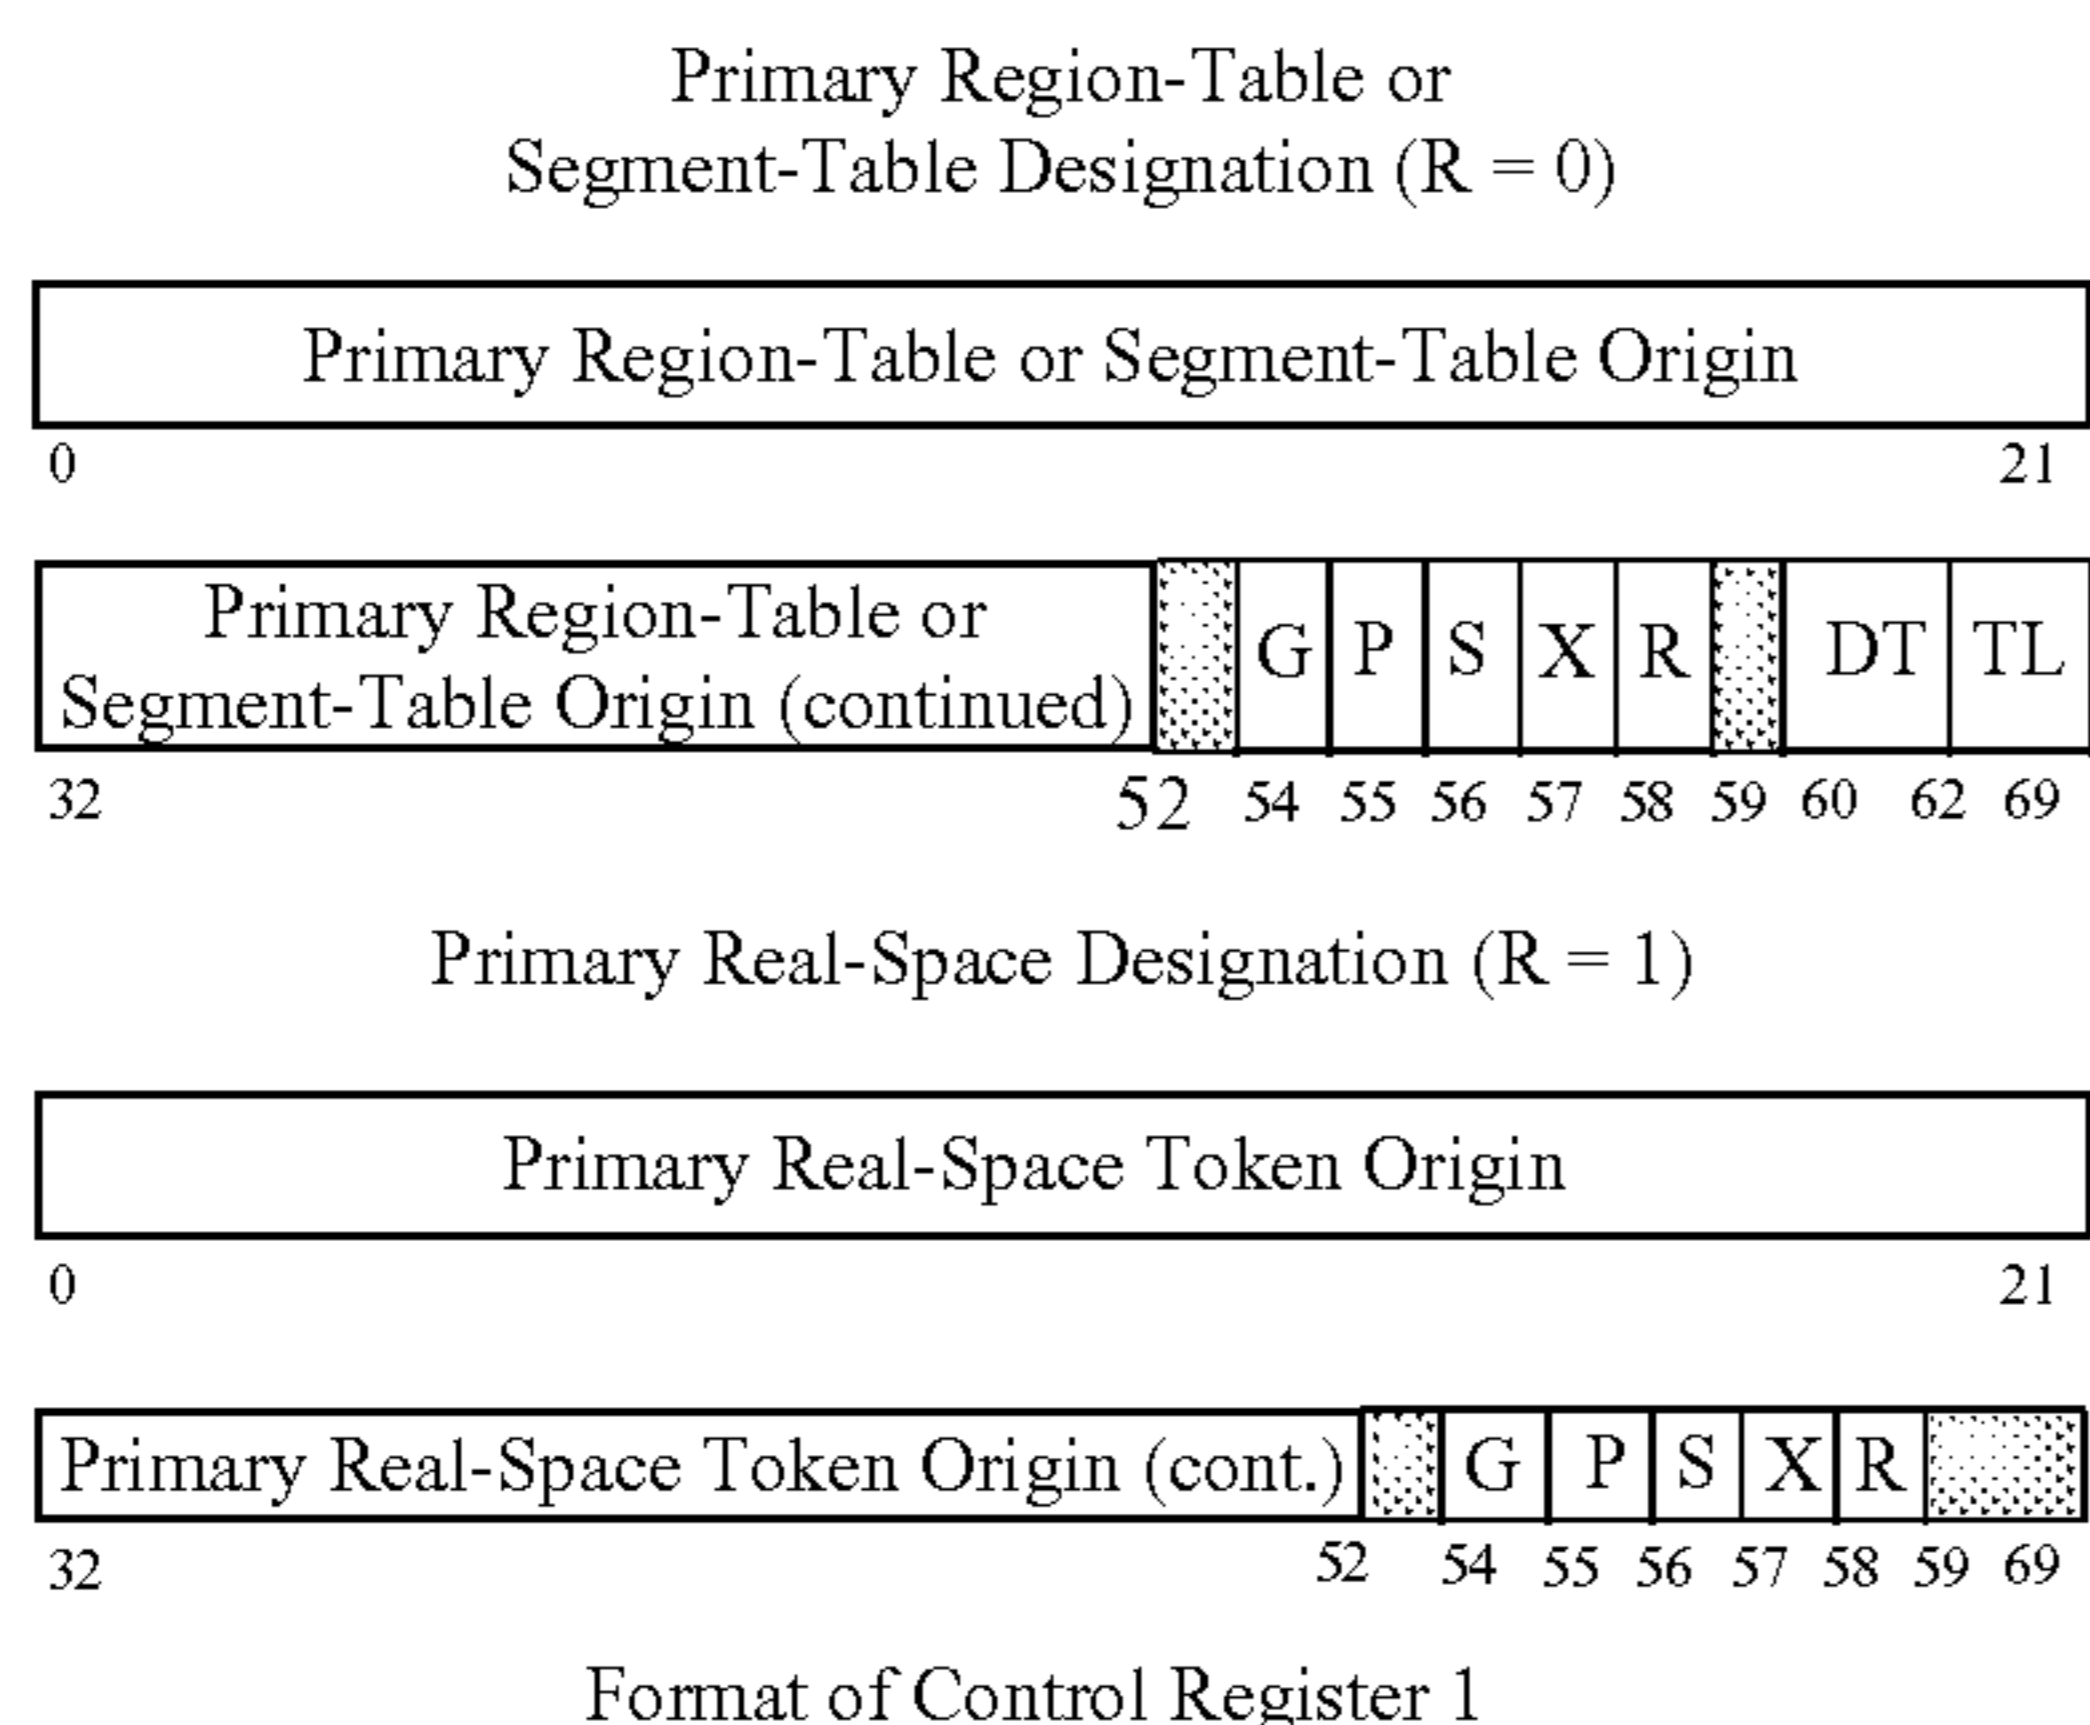 Primary Region-Table or
Segment-Table Designation (R = 0)
Primary Region-Table or Segment-Table Origin
0 21
Primary Region-Table or
Segment-Table Origin (continued) G P S X R DT TL
32 52 54 55 56 57 58 59 60 62 69
Primary Real-Space Designation (R = 1)
Primary Real-Space Token Origin
0 21
Primary Real-Space Token Origin (cont.) G P S X R
32 52 54 55 56 57 58 59 69
Format of Control Register 1